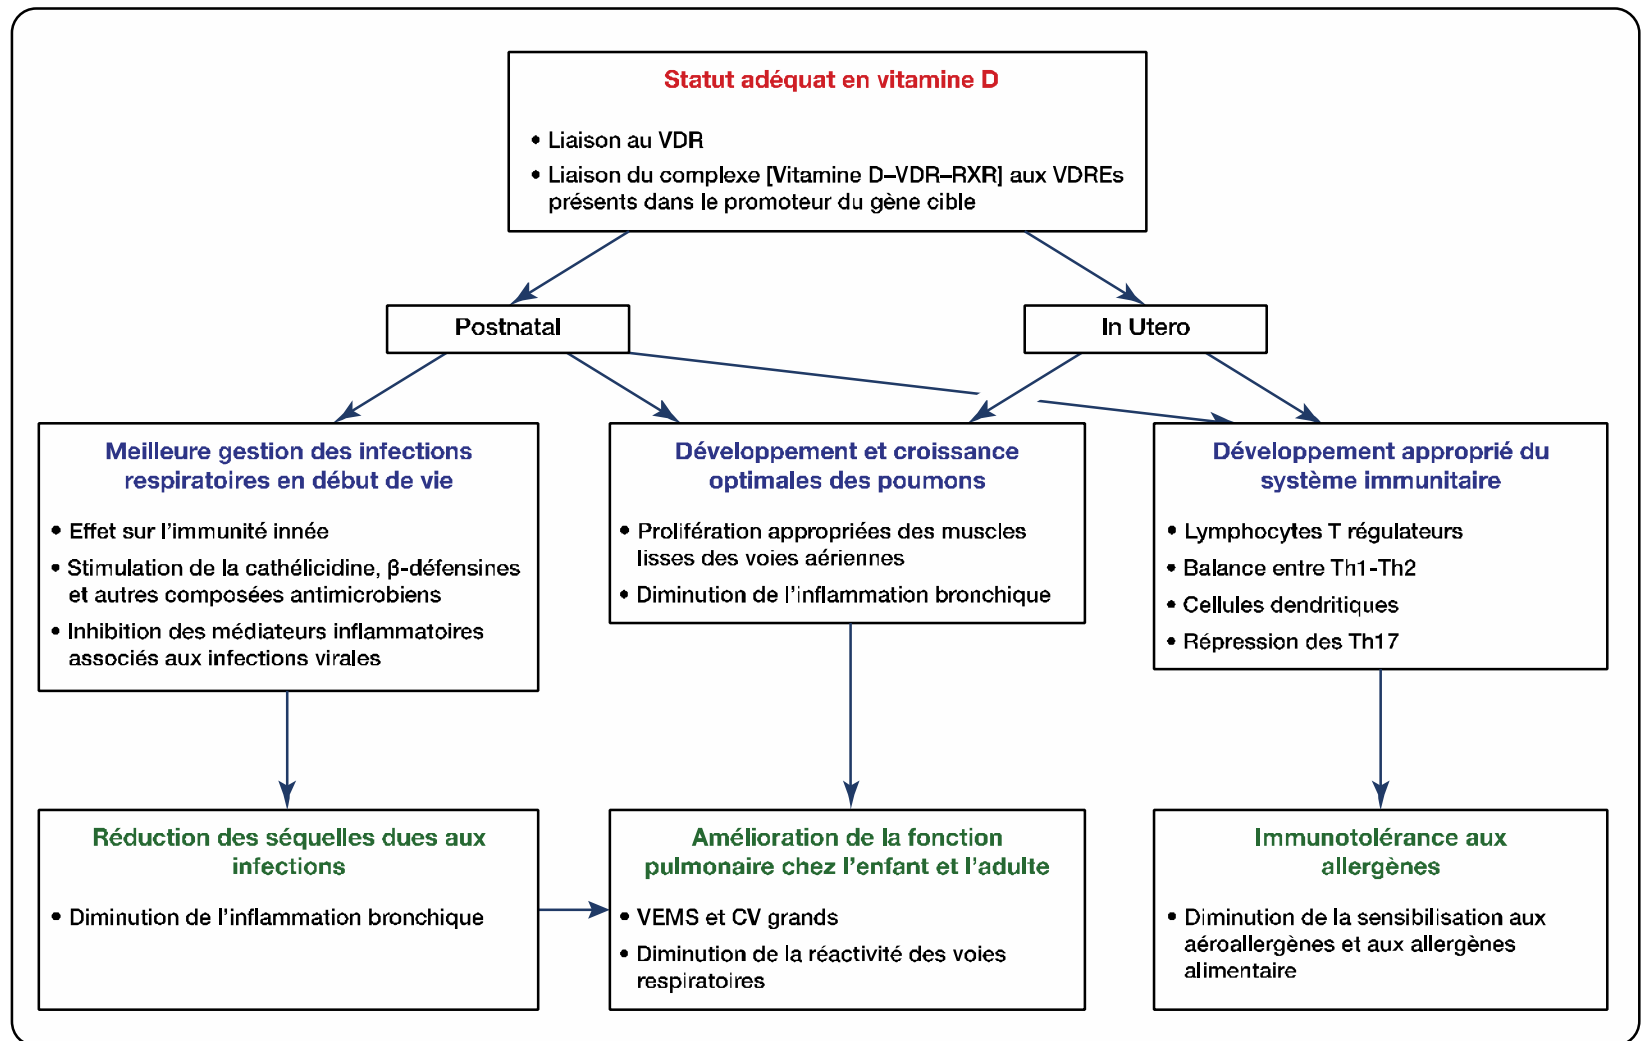 Statut adéquat en vitamine D
• Liaison au VDR
• Liaison du complexe [Vitamine D–VDR–RXR] aux VDREs
présents dans le promoteur du gène cible
Postnatal
In Utero
Meilleure gestion des infections
respiratoires en début de vie
• Effet sur l'immunité innée
• Stimulation de la cathélicidine, β-défensines
et autres composées antimicrobiens
• Inhibition des médiateurs inflammatoires
associés aux infections virales
Développement et croissance
optimales des poumons
• Prolifération appropriées des muscles
lisses des voies aériennes
• Diminution de l'inflammation bronchique
Développement approprié du
système immunitaire
• Lymphocytes T régulateurs
• Balance entre Th1-Th2
• Cellules dendritiques
• Répression des Th17
Réduction des séquelles dues aux
infections
• Diminution de l'inflammation bronchique
Amélioration de la fonction
pulmonaire chez l'enfant et l'adulte
• VEMS et CV grands
• Diminution de la réactivité des voies
respiratoires
Immunotolérance aux
allergènes
• Diminution de la sensibilisation aux
aéroallergènes et aux allergènes
alimentaire